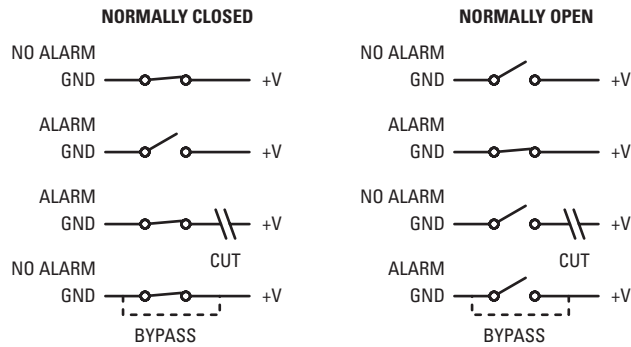 NORMALLY CLOSED
NO ALARM
GND +V
ALARM
GND +V
ALARM
GND +V
CUT
NO ALARM
GND +V
BYPASS
NORMALLY OPEN
NO ALARM
GND +V
ALARM
GND +V
NO ALARM
GND +V
CUT
ALARM
GND +V
BYPASS